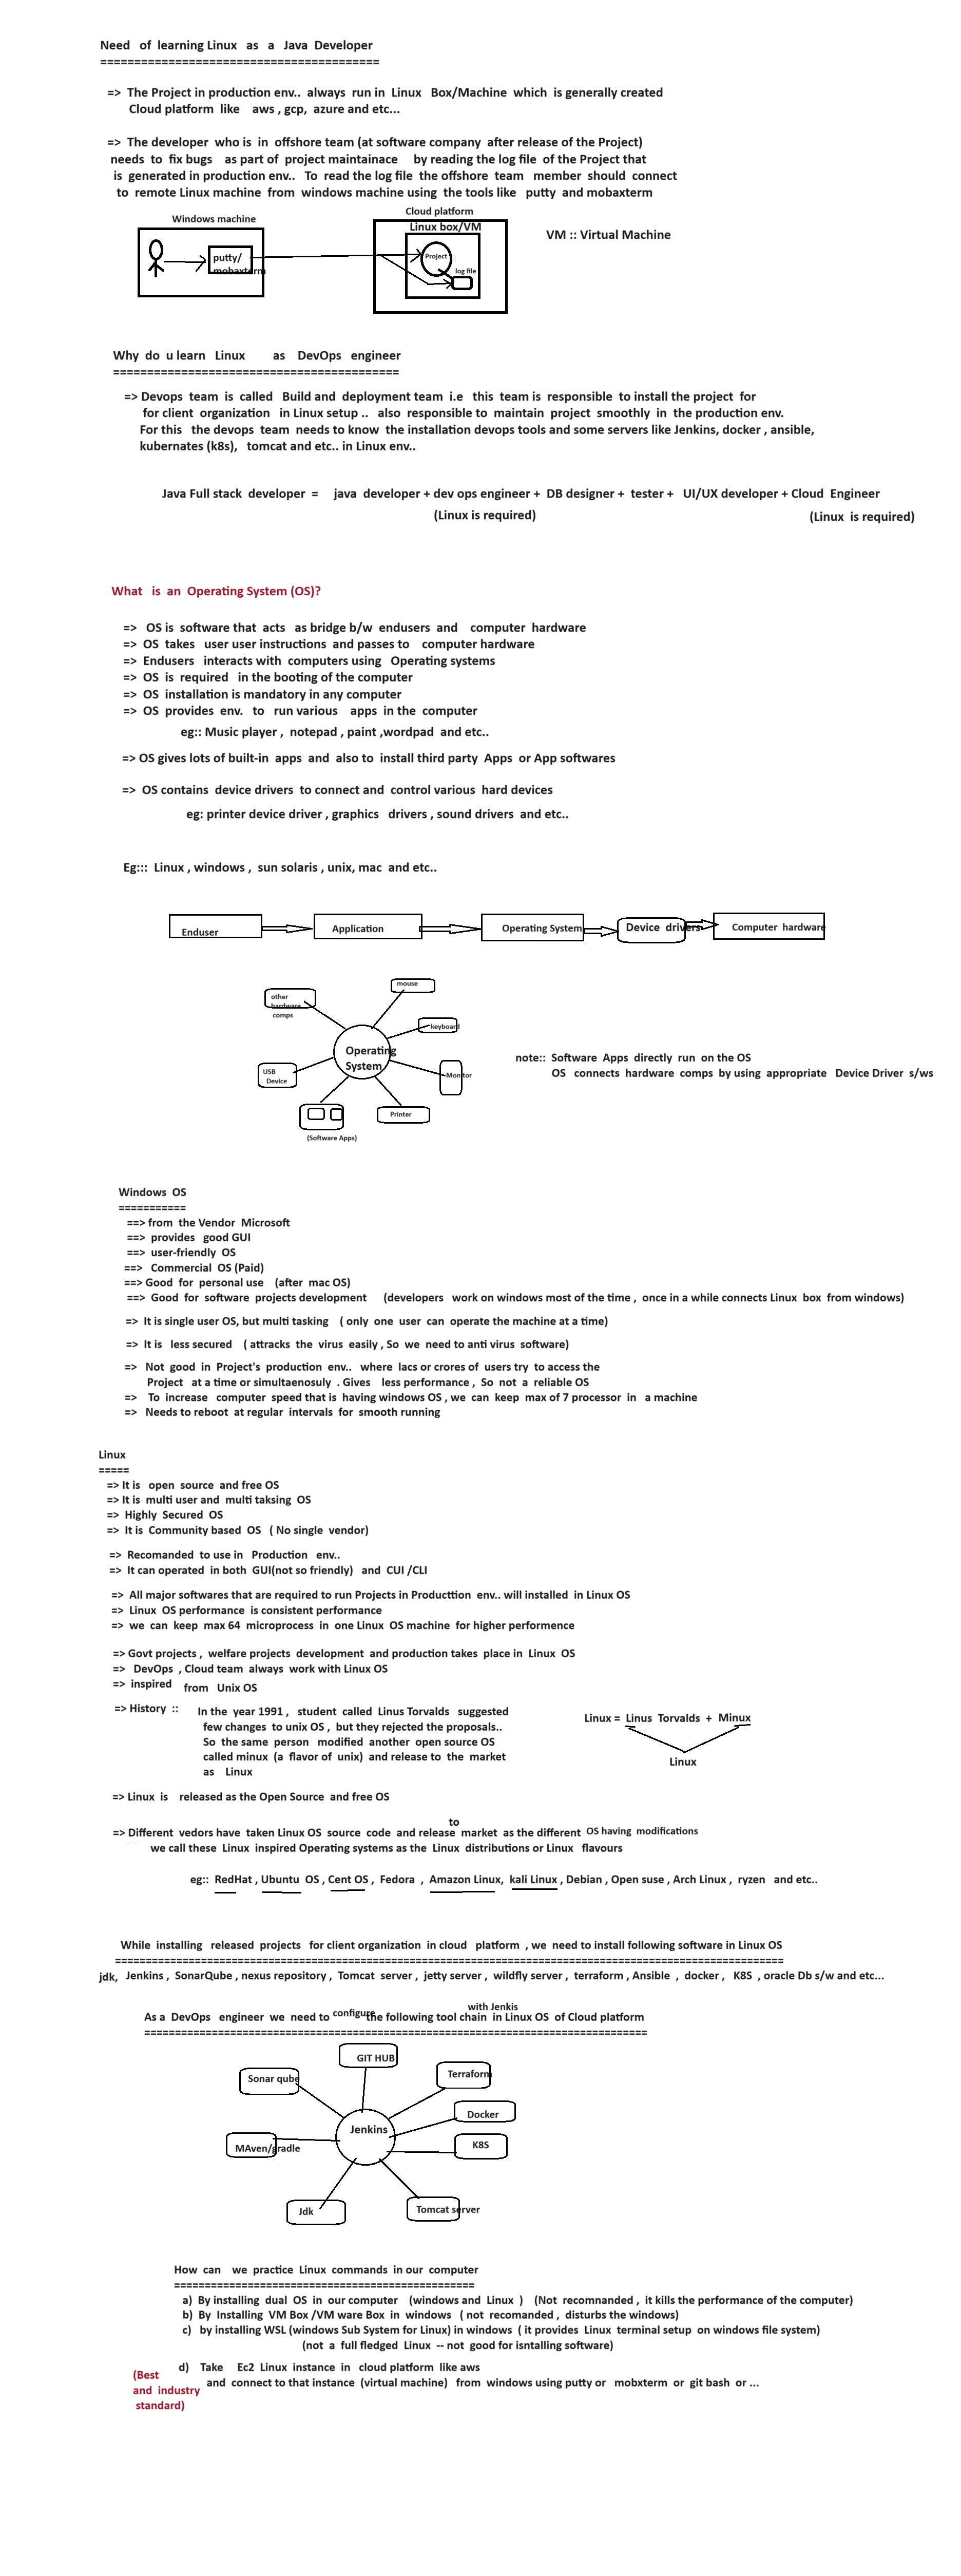 Need of learning Linux as a Java Developer
=========================================
=> The Project in production env.. always run in Linux Box/Machine which is generally created
Cloud platform like aws , gcp, azure and etc...
=> The developer who is in offshore team (at software company after release of the Project)
needs to fix bugs as part of project maintainace by reading the log file of the Project that
is generated in production env.. To read the log file the offshore team member should connect
to remote Linux machine from windows machine using the tools like putty and mobaxterm
Windows machine
Cloud platform
Linux box/VM
VM :: Virtual Machine
putty/
mobaxterm
Project
log file
Why do u learn Linux as DevOps engineer
==========================================
=> Devops team is called Build and deployment team i.e this team is responsible to install the project for
for client organization in Linux setup .. also responsible to maintain project smoothly in the production env.
For this the devops team needs to know the installation devops tools and some servers like Jenkins, docker , ansible,
kubernates (k8s), tomcat and etc.. in Linux env..
Java Full stack developer = java developer + dev ops engineer + DB designer + tester + UI/UX developer + Cloud Engineer
(Linux is required)
(Linux is required)
What is an Operating System (OS)?
=> OS is software that acts as bridge b/w endusers and computer hardware
=> OS takes user user instructions and passes to computer hardware
=> Endusers interacts with computers using Operating systems
=> OS is required in the booting of the computer
=> OS installation is mandatory in any computer
=> OS provides env. to run various apps in the computer
eg:: Music player , notepad , paint ,wordpad and etc..
=> OS gives lots of built-in apps and also to install third party Apps or App softwares
=> OS contains device drivers to connect and control various hard devices
eg: printer device driver , graphics drivers , sound drivers and etc..
Eg::: Linux , windows , sun solaris , unix, mac and etc..
Enduser
Application
Operating System
Device drivers
Computer hardware
other
hardware
comps
mouse
keyboard
Operating
System
USB
Device
Monitor
Printer
(Software Apps)
note:: Software Apps directly run on the OS
OS connects hardware comps by using appropriate Device Driver s/ws
Windows OS
===========
==> from the Vendor Microsoft
==> provides good GUI
==> user-friendly OS
==> Commercial OS (Paid)
==> Good for personal use (after mac OS)
==> Good for software projects development (developers work on windows most of the time , once in a while connects Linux box from windows)
=> It is single user OS, but multi tasking ( only one user can operate the machine at a time)
=> It is less secured ( attracks the virus easily , So we need to anti virus software)
=> Not good in Project's production env.. where lacs or crores of users try to access the
Project at a time or simultaenosuly . Gives less performance , So not a reliable OS
=> To increase computer speed that is having windows OS , we can keep max of 7 processor in a machine
=> Needs to reboot at regular intervals for smooth running
Linux
=====
=> It is open source and free OS
=> It is multi user and multi taksing OS
=> Highly Secured OS
=> It is Community based OS ( No single vendor)
=> Recomanded to use in Production env..
=> It can operated in both GUI(not so friendly) and CUI /CLI
=> All major softwares that are required to run Projects in Producttion env.. will installed in Linux OS
=> Linux OS performance is consistent performance
=> we can keep max 64 microprocess in one Linux OS machine for higher performence
=> Govt projects , welfare projects development and production takes place in Linux OS
=> DevOps , Cloud team always work with Linux OS
=> inspired from Unix OS
=> History :: In the year 1991 , student called Linus Torvalds suggested
few changes to unix OS , but they rejected the proposals..
So the same person modified another open source OS
called minux (a flavor of unix) and release to the market
as Linux
Linux = Linus Torvalds + Minux
Linux
=> Linux is released as the Open Source and free OS
to
=> Different vedors have taken Linux OS source code and release market as the different OS having modifications
we call these Linux inspired Operating systems as the Linux distributions or Linux flavours
eg:: RedHat , Ubuntu OS , Cent OS , Fedora , Amazon Linux, kali Linux , Debian , Open suse , Arch Linux , ryzen and etc..
While installing released projects for client organization in cloud platform , we need to install following software in Linux OS
=====================================================================================================
jdk, Jenkins , SonarQube , nexus repository , Tomcat server , jetty server , wildfly server , terraform , Ansible , docker , K8S , oracle Db s/w and etc...
with Jenkis
As a DevOps engineer we need to configure the following tool chain in Linux OS of Cloud platform
==================================================================================
GIT HUB
Sonar qube
Terraform
Docker
Jenkins
K8S
MAven/gradle
Jdk
Tomcat server
How can we practice Linux commands in our computer
=================================================
a) By installing dual OS in our computer (windows and Linux ) (Not recomnanded , it kills the performance of the computer)
b) By Installing VM Box /VM ware Box in windows ( not recomanded , disturbs the windows)
c) by installing WSL (windows Sub System for Linux) in windows ( it provides Linux terminal setup on windows file system)
(not a full fledged Linux -- not good for isntalling software)
d) Take Ec2 Linux instance in cloud platform like aws
and connect to that instance (virtual machine) from windows using putty or mobxterm or git bash or ...
(Best
and industry
standard)